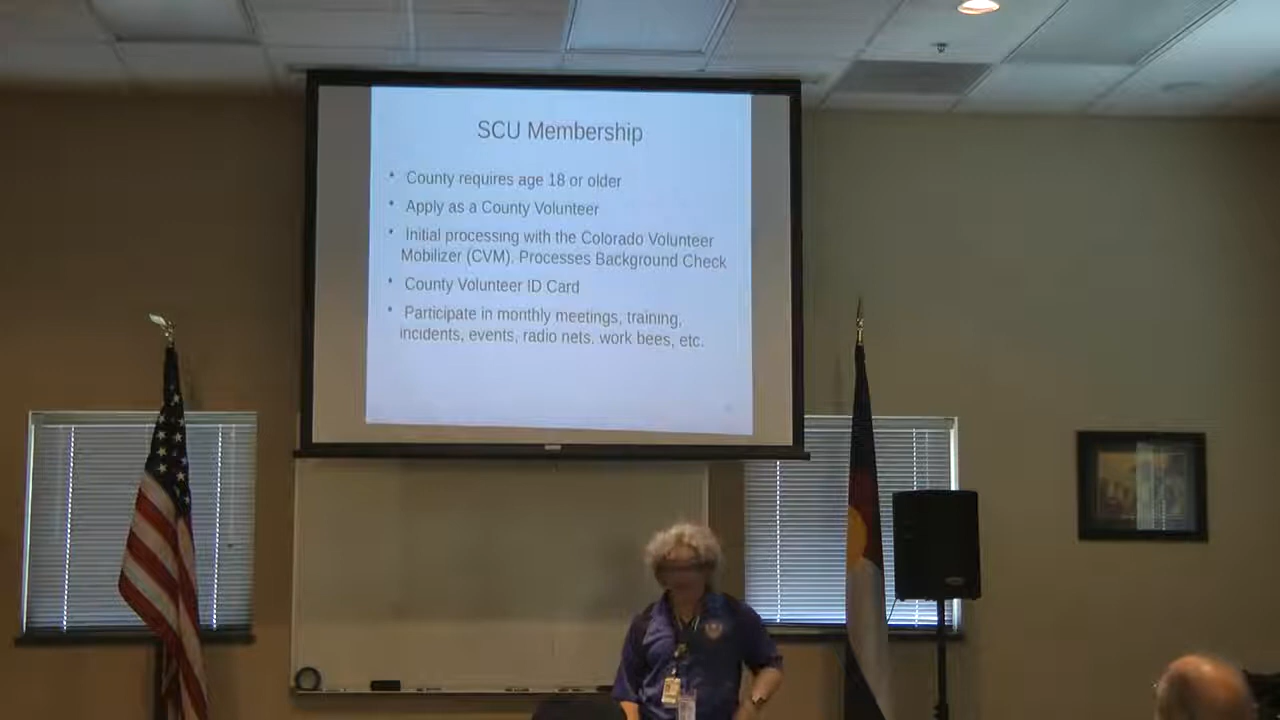 SCU Membership
• County requires age 18 or older
• Apply as a County Volunteer
• Initial processing with the Colorado Volunteer
Mobilizer (CVM). Processes Background Check
• County Volunteer ID Card
• Participate in monthly meetings, training,
incidents, events, radio nets, work bees, etc.